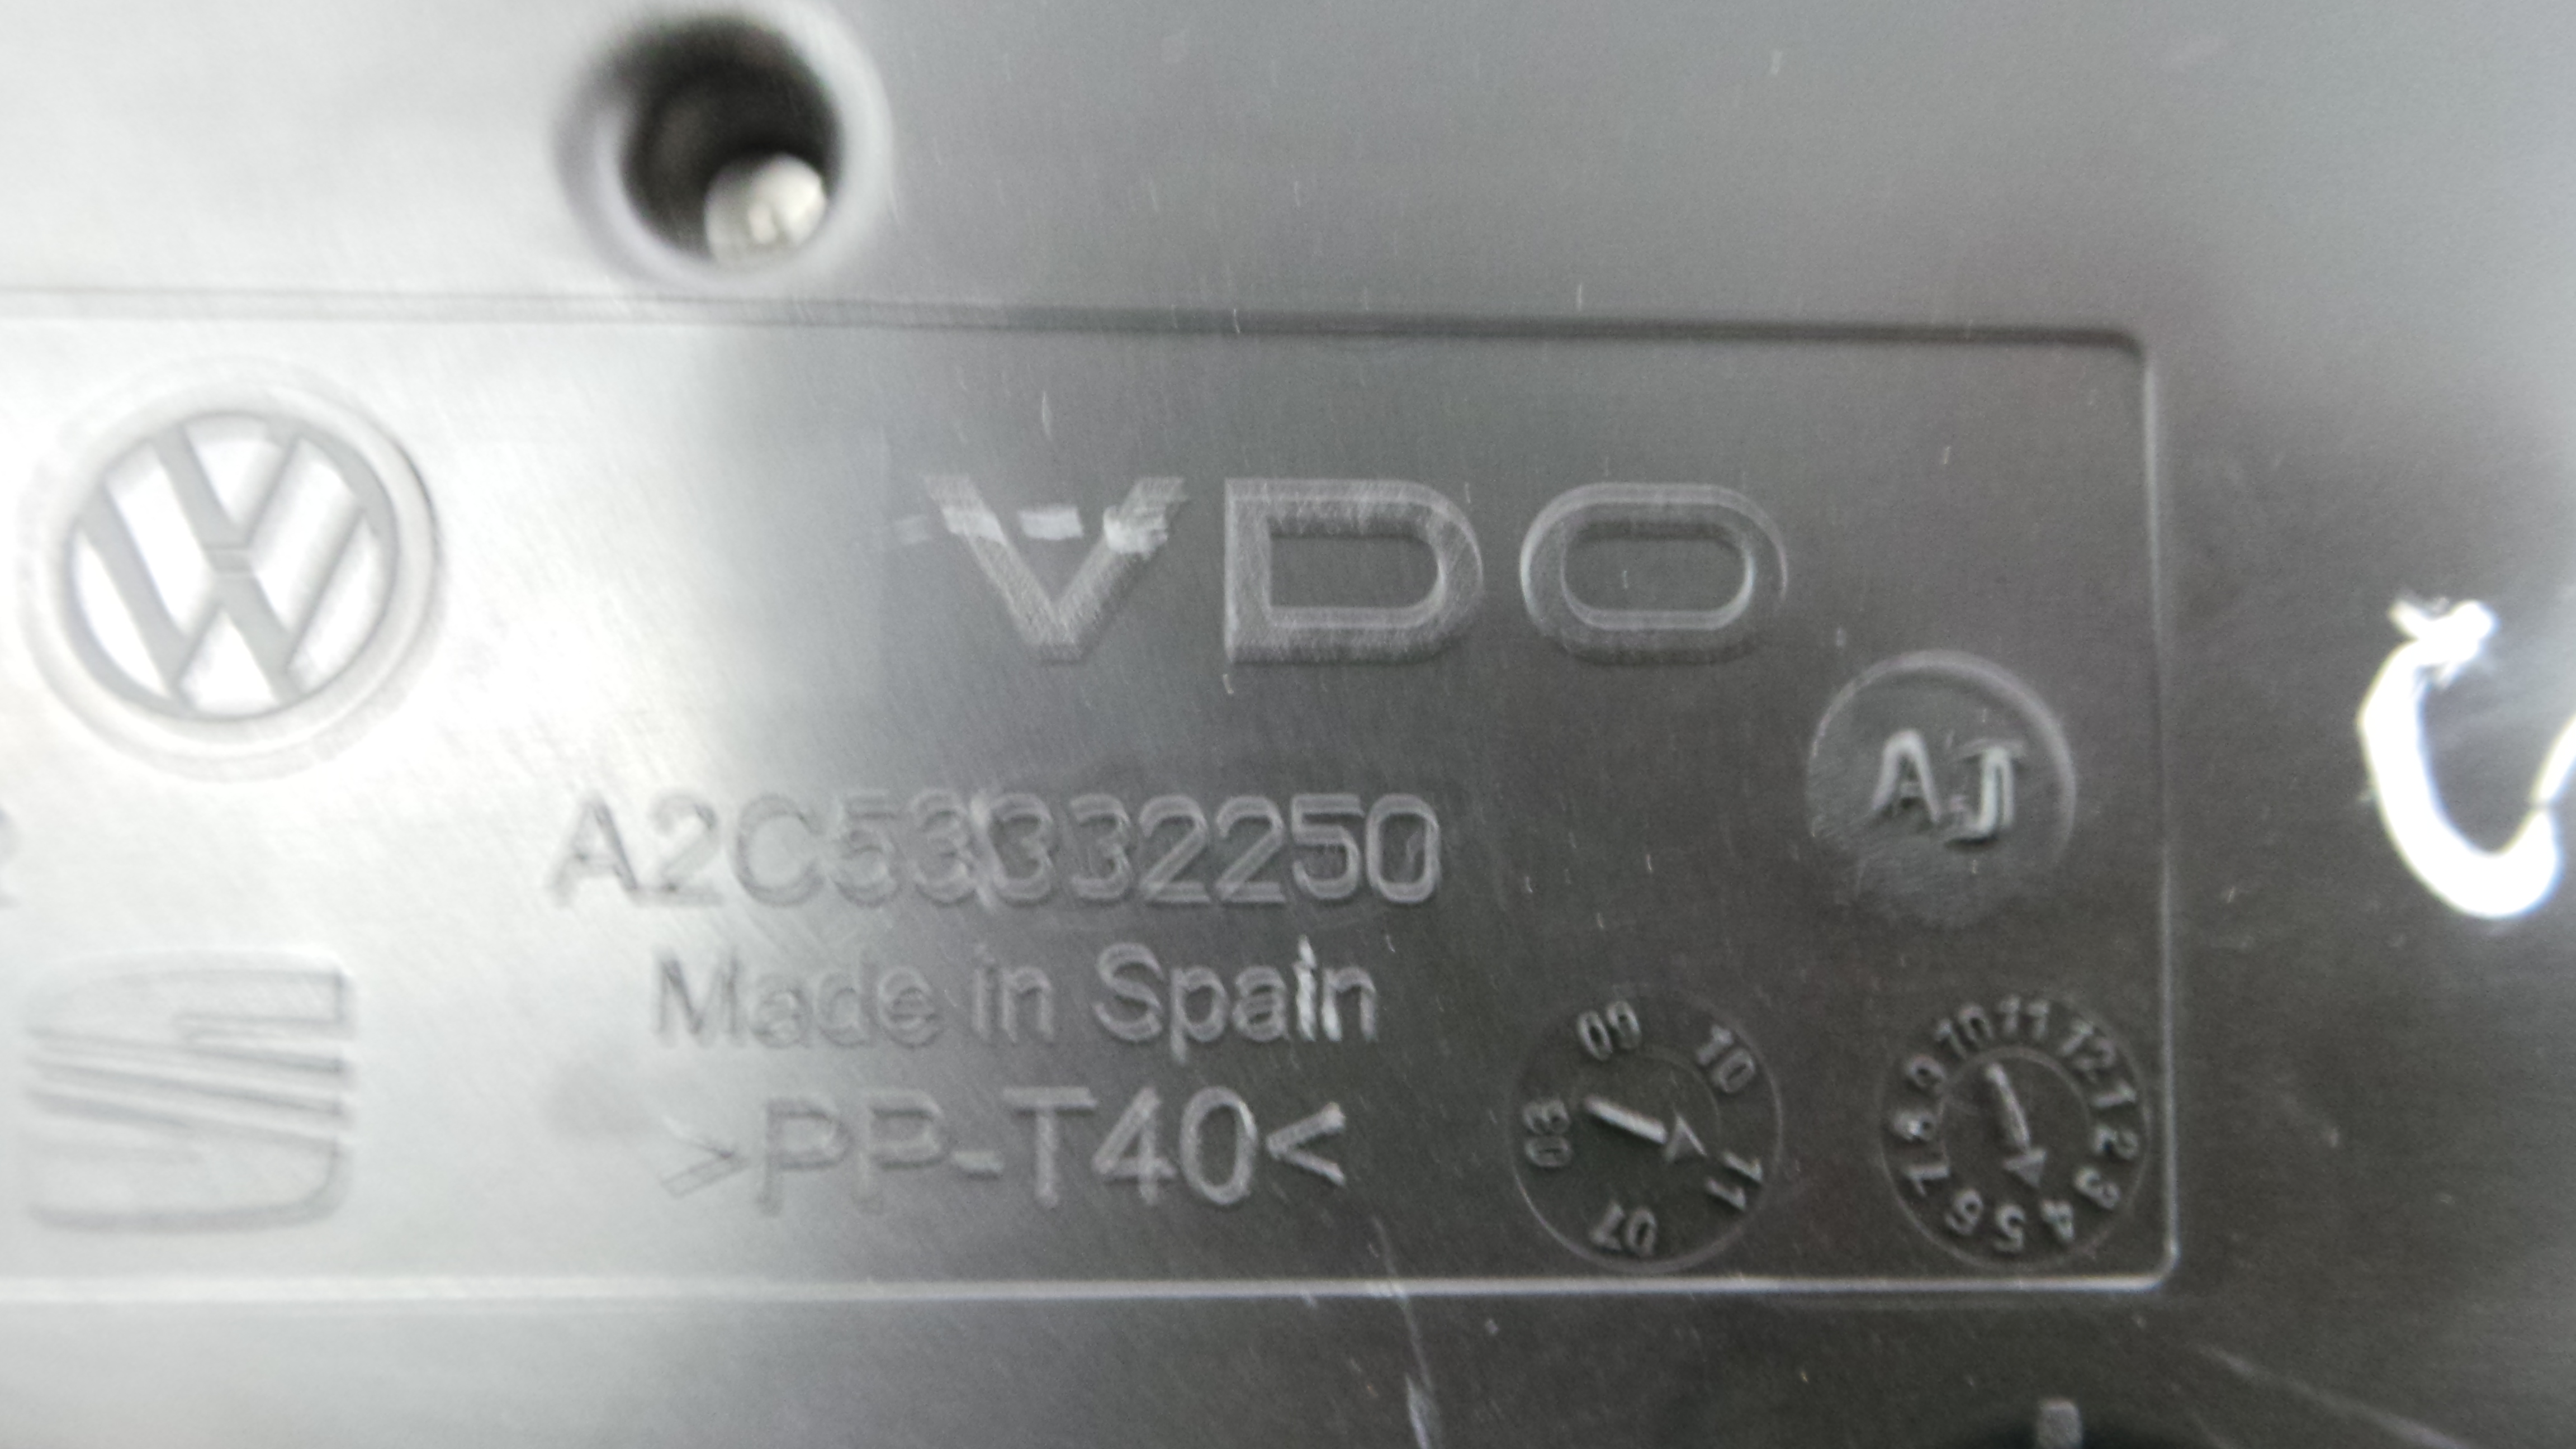 VDO
AJ
A2C53332250
Made in Spain
>PP-T40<
09 10 11 07 03
10 11 12 1 2 3 4 5 6 7 8 9